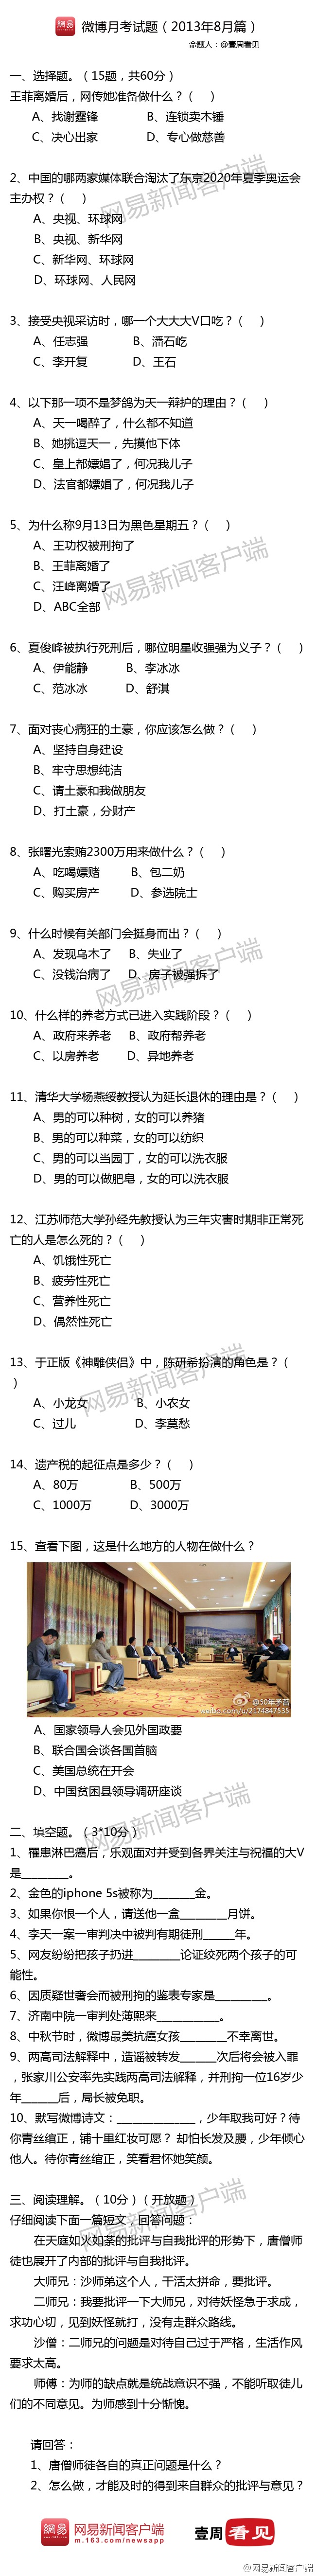 网易 微博月考试题（2013年8月篇）
命题人：@壹周看见
一、选择题。（15题，共60分）
王菲离婚后，网传她准备做什么？（ ）
A、找谢霆锋 B、连锁卖木锤
C、决心出家 D、专心做慈善
2、中国的哪两家媒体联合淘汰了东京2020年夏季奥运会
主办权？（ ）
A、央视、环球网
B、央视、新华网
C、新华网、环球网
D、环球网、人民网
3、接受央视采访时，哪一个大大大V口吃？（ ）
A、任志强 B、潘石屹
C、李开复 D、王石
4、以下那一项不是梦鸽为天一辩护的理由？（ ）
A、天一喝醉了，什么都不知道
B、她挑逗天一，先摸他下体
C、皇上都嫖娼了，何况我儿子
D、法官都嫖娼了，何况我儿子
5、为什么称9月13日为黑色星期五？（ ）
A、王功权被刑拘了
B、王菲离婚了
C、汪峰离婚了
D、ABC全部
6、夏俊峰被执行死刑后，哪位明星收强强为义子？（ ）
A、伊能静 B、李冰冰
C、范冰冰 D、舒淇
7、面对丧心病狂的土豪，你应该怎么做？（ ）
A、坚持自身建设
B、牢守思想纯洁
C、请土豪和我做朋友
D、打土豪，分财产
8、张曙光索贿2300万用来做什么？（ ）
A、吃喝嫖赌 B、包二奶
C、购买房产 D、参选院士
9、什么时候有关部门会挺身而出？（ ）
A、发现乌木了 B、失业了
C、没钱治病了 D、房子被强拆了
10、什么样的养老方式已进入实践阶段？（ ）
A、政府来养老 B、政府帮养老
C、以房养老 D、异地养老
11、清华大学杨燕绥教授认为延长退休的理由是？（ ）
A、男的可以种树，女的可以养猪
B、男的可以种菜，女的可以纺织
C、男的可以当园丁，女的可以洗衣服
D、男的可以做肥皂，女的可以洗衣服
12、江苏师范大学孙经先教授认为三年灾害时期非正常死
亡的人是怎么死的？（ ）
A、饥饿性死亡
B、疲劳性死亡
C、营养性死亡
D、偶然性死亡
13、于正版《神雕侠侣》中，陈研希扮演的角色是？（
）
A、小龙女 B、小农女
C、过儿 D、李莫愁
14、遗产税的起征点是多少？（ ）
A、80万 B、500万
C、1000万 D、3000万
15、查看下图，这是什么地方的人物在做什么？
@50年矛苔
weibo.com/u/2174847535
A、国家领导人会见外国政要
B、联合国会谈各国首脑
C、美国总统在开会
D、中国贫困县领导调研座谈
二、填空题。（3*10分）
1、罹患淋巴癌后，乐观面对并受到各界关注与祝福的大V
是________。
2、金色的iphone 5s被称为_______金。
3、如果你恨一个人，请送他一盒________月饼。
4、李天一案一审判决中被判有期徒刑_____年。
5、网友纷纷把孩子扔进________论证绞死两个孩子的可
能性。
6、因质疑世奢会而被刑拘的鉴表专家是_________。
7、济南中院一审判处薄熙来___________。
8、中秋节时，微博最美抗癌女孩________不幸离世。
9、两高司法解释中，造谣被转发______次后将会被入罪
，张家川公安率先实践两高司法解释，并刑拘一位16岁少
年______后，局长被免职。
10、默写微博诗文：______________，少年取我可好？待
你青丝绾正，铺十里红妆可愿？ 却怕长发及腰，少年倾心
他人。待你青丝绾正，笑看君怀她笑颜。
三、阅读理解。（10分）（开放题）
仔细阅读下面一篇短文，回答问题：
在天庭如火如荼的批评与自我批评的形势下，唐僧师
徒也展开了内部的批评与自我批评。
大师兄：沙师弟这个人，干活太拼命，要批评。
二师兄：我要批评一下大师兄，对待妖怪急于求成，
求功心切，见到妖怪就打，没有走群众路线。
沙僧：二师兄的问题是对待自己过于严格，生活作风
要求太高。
师傅：为师的缺点就是统战意识不强，不能听取徒儿
们的不同意见。为师感到十分惭愧。
请回答：
1、唐僧师徒各自的真正问题是什么？
2、怎么做，才能及时的得到来自群众的批评与意见？
网易 网易新闻客户端 壹周看见
m.163.com/newsapp
@网易新闻客户端